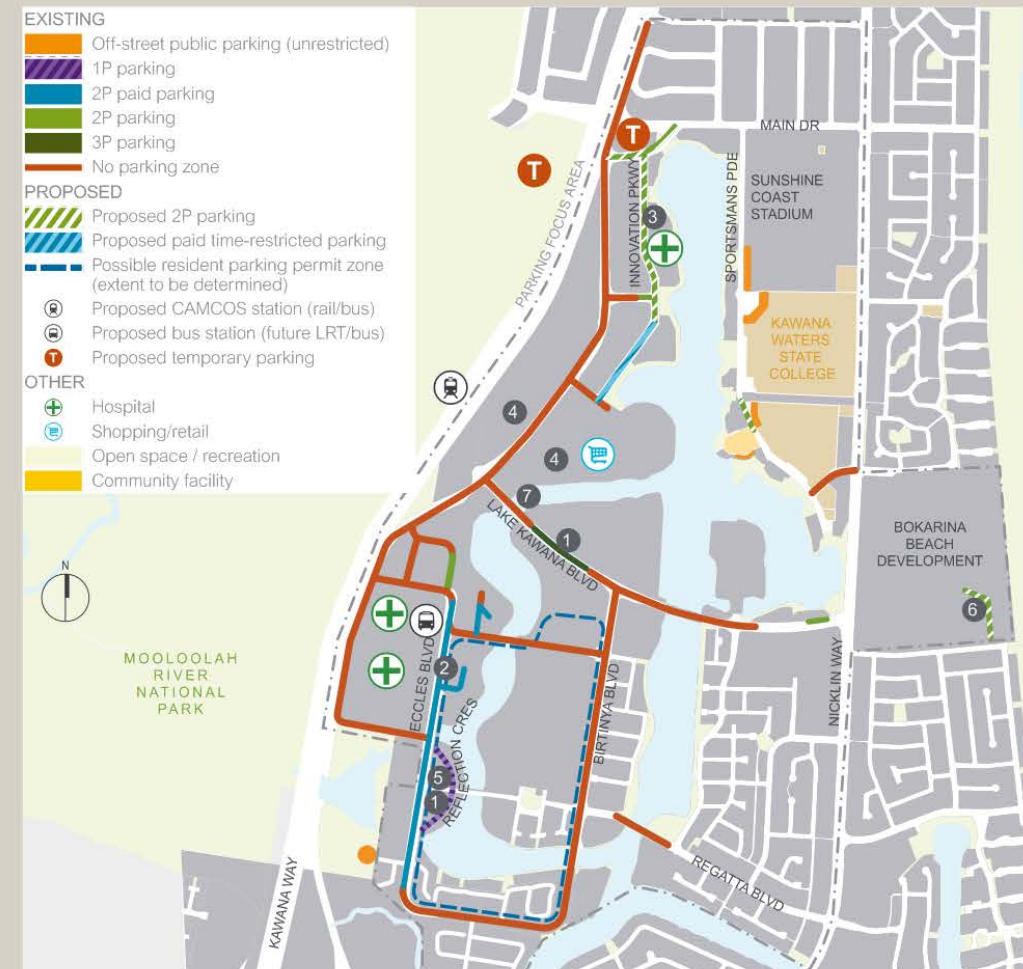 EXISTING
Off-street public parking (unrestricted)
1P parking
2P paid parking
2P parking
3P parking
No parking zone
PROPOSED
Proposed 2P parking
Proposed paid time-restricted parking
Possible resident parking permit zone
(extent to be determined)
Proposed CAMCOS station (rail/bus)
Proposed bus station (future LRT/bus)
T
Proposed temporary parking
OTHER
Hospital
Shopping/retail
Open space / recreation
Community facility
N
MOOLOOLAH
RIVER
NATIONAL
PARK
T
T
MAIN DR
PARKING FOCUS AREA
INNOVATION PKWY
3
SPORTSMANS PDE
SUNSHINE
COAST
STADIUM
KAWANA
WATERS
STATE
COLLEGE
4
4
7
LAKE KAWANA BLVD
1
BOKARINA
BEACH
DEVELOPMENT
6
2
ECCLES BLVD
REFLECTION CRES
BIRTINYA BLVD
NICKLIN WAY
5
1
REGATTA BLVD
KAWANA WAY